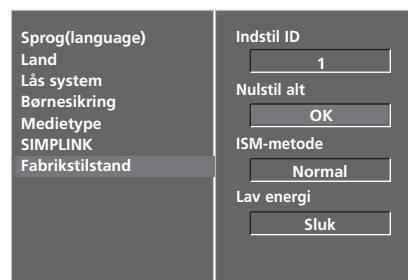 Sprog(language)
Land
Lås system
Børnesikring
Medietype
SIMPLINK
Fabrikstilstand
Indstil ID
1
Nulstil alt
OK
ISM-metode
Normal
Lav energi
Sluk